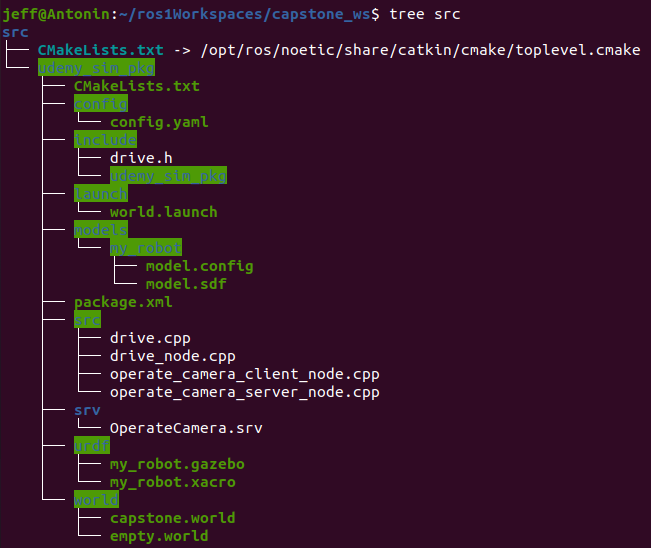 jeff@Antonin:~/ros1Workspaces/capstone_ws$ tree src
src
├── CMakeLists.txt -> /opt/ros/noetic/share/catkin/cmake/toplevel.cmake
└── udemy_sim_pkg
    ├── CMakeLists.txt
    ├── config
    │   └── config.yaml
    ├── include
    │   ├── drive.h
    │   └── udemy_sim_pkg
    ├── launch
    │   └── world.launch
    ├── models
    │   └── my_robot
    │       ├── model.config
    │       └── model.sdf
    ├── package.xml
    ├── src
    │   ├── drive.cpp
    │   ├── drive_node.cpp
    │   ├── operate_camera_client_node.cpp
    │   └── operate_camera_server_node.cpp
    ├── srv
    │   └── OperateCamera.srv
    ├── urdf
    │   ├── my_robot.gazebo
    │   └── my_robot.xacro
    └── world
        ├── capstone.world
        └── empty.world